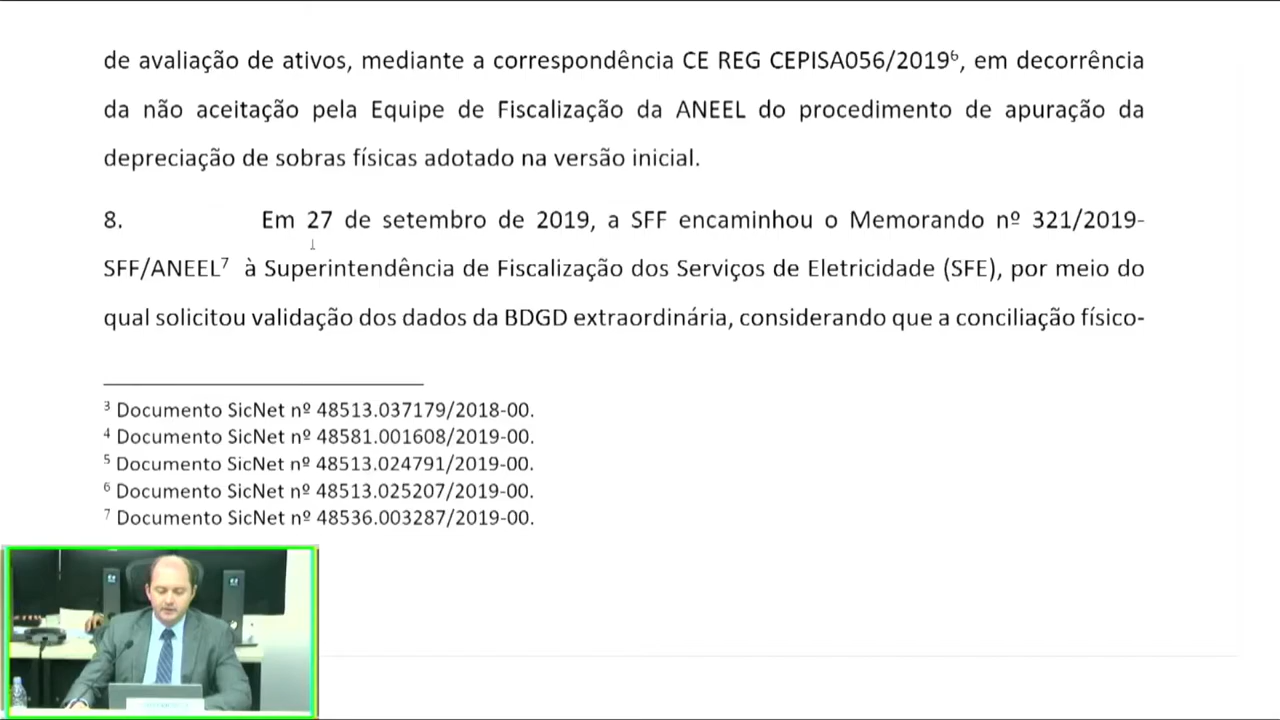 de avaliação de ativos, mediante a correspondência CE REG CEPISA056/2019⁶, em decorrência
da não aceitação pela Equipe de Fiscalização da ANEEL do procedimento de apuração da
depreciação de sobras físicas adotado na versão inicial.
8. Em 27 de setembro de 2019, a SFF encaminhou o Memorando nº 321/2019-
SFF/ANEEL⁷ à Superintendência de Fiscalização dos Serviços de Eletricidade (SFE), por meio do
qual solicitou validação dos dados da BDGD extraordinária, considerando que a conciliação físico-
³ Documento SicNet nº 48513.037179/2018-00.
⁴ Documento SicNet nº 48581.001608/2019-00.
⁵ Documento SicNet nº 48513.024791/2019-00.
⁶ Documento SicNet nº 48513.025207/2019-00.
⁷ Documento SicNet nº 48536.003287/2019-00.